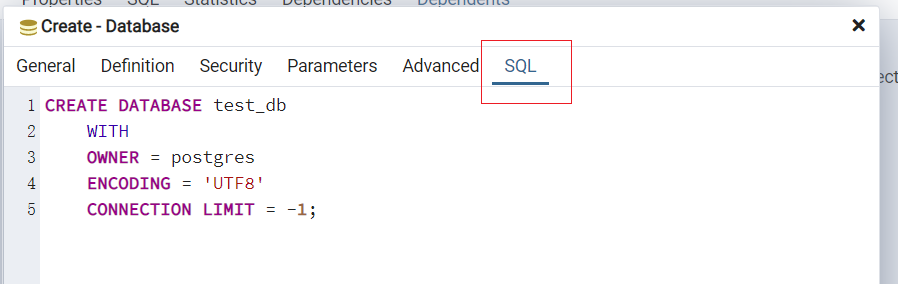 Properties SQL Statistics Dependencies Dependents
Create - Database
General Definition Security Parameters Advanced SQL
1 CREATE DATABASE test_db
2 WITH
3 OWNER = postgres
4 ENCODING = 'UTF8'
5 CONNECTION LIMIT = -1;